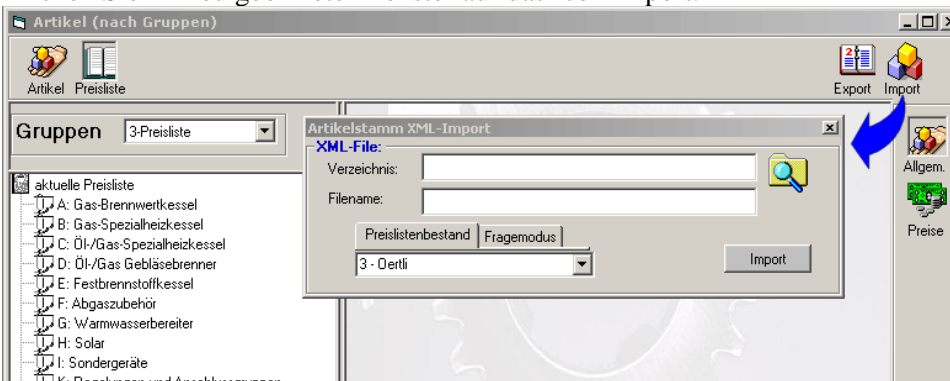 Artikel (nach Gruppen)
Artikel Preisliste
Export Import
Gruppen 3-Preisliste
Artikelstamm XML-Import
XML-File:
Verzeichnis:
Filename:
Preislistenbestand Fragemodus
3 - Oertli
Import
Allgem.
Preise
aktuelle Preisliste
A: Gas-Brennwertkessel
B: Gas-Spezialheizkessel
C: Öl-/Gas-Spezialheizkessel
D: Öl-/Gas Gebläsebrenner
E: Festbrennstoffkessel
F: Abgaszubehör
G: Warmwasserbereiter
H: Solar
I: Sondergeräte